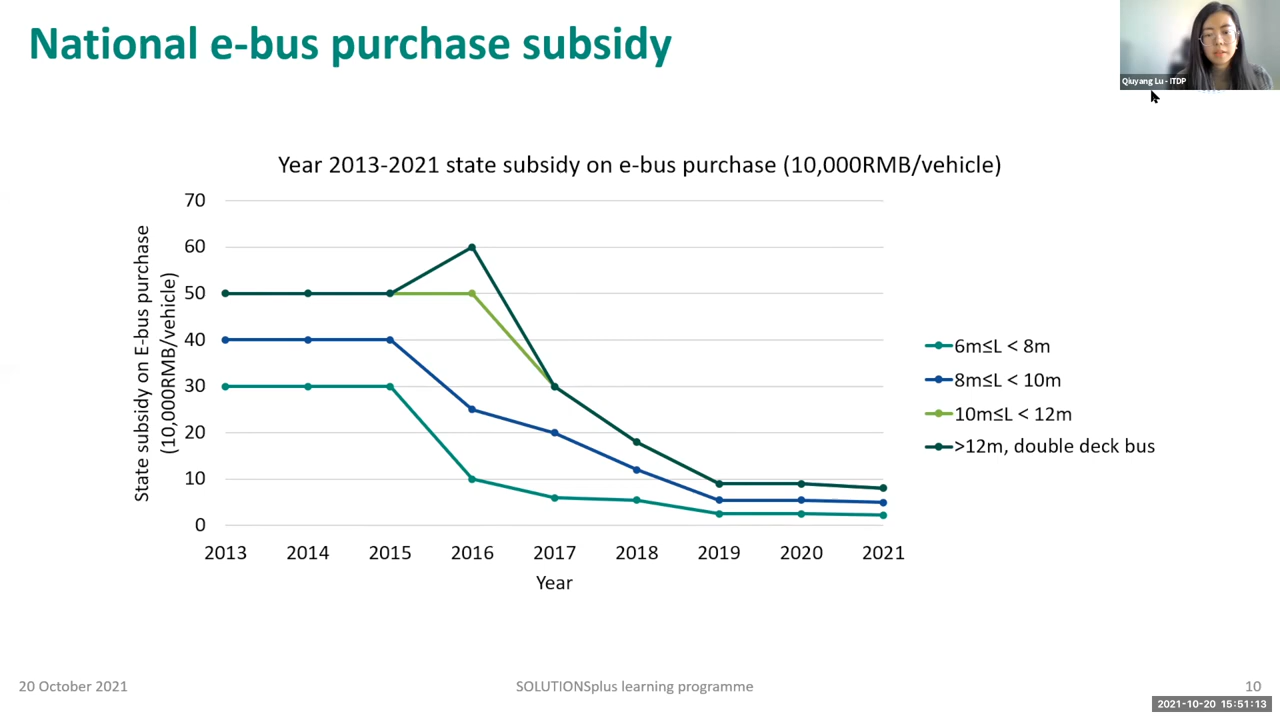 National e-bus purchase subsidy
Qiuyang Lu - ITDP
Year 2013-2021 state subsidy on e-bus purchase (10,000RMB/vehicle)
State subsidy on E-bus purchase
(10,000RMB/vehicle)
70
60
50
40
30
20
10
0
2013 2014 2015 2016 2017 2018 2019 2020 2021
Year
6m≤L < 8m
8m≤L < 10m
10m≤L < 12m
>12m, double deck bus
20 October 2021
SOLUTIONSplus learning programme
10
2021-10-20 15:51:13